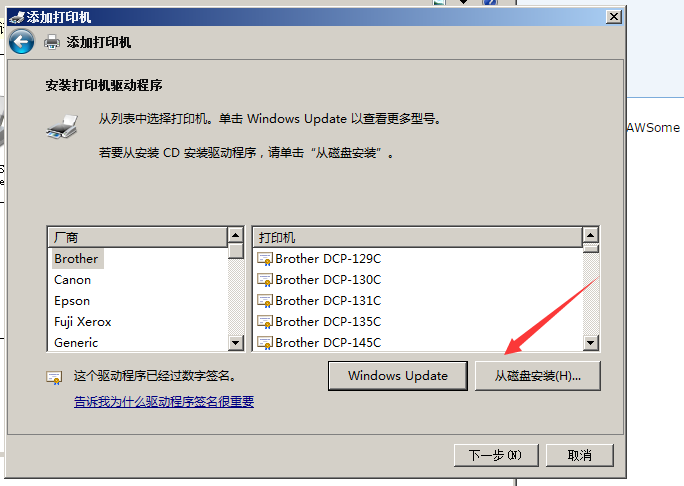 添加打印机
添加打印机
安装打印机驱动程序
从列表中选择打印机。单击 Windows Update 以查看更多型号。
若要从安装 CD 安装驱动程序，请单击“从磁盘安装”。
AWSome
厂商
打印机
Brother
Brother DCP-129C
Canon
Brother DCP-130C
Epson
Brother DCP-131C
Fuji Xerox
Brother DCP-135C
Generic
Brother DCP-145C
这个驱动程序已经过数字签名。
Windows Update
从磁盘安装(H)...
告诉我为什么驱动程序签名很重要
下一步(N)
取消